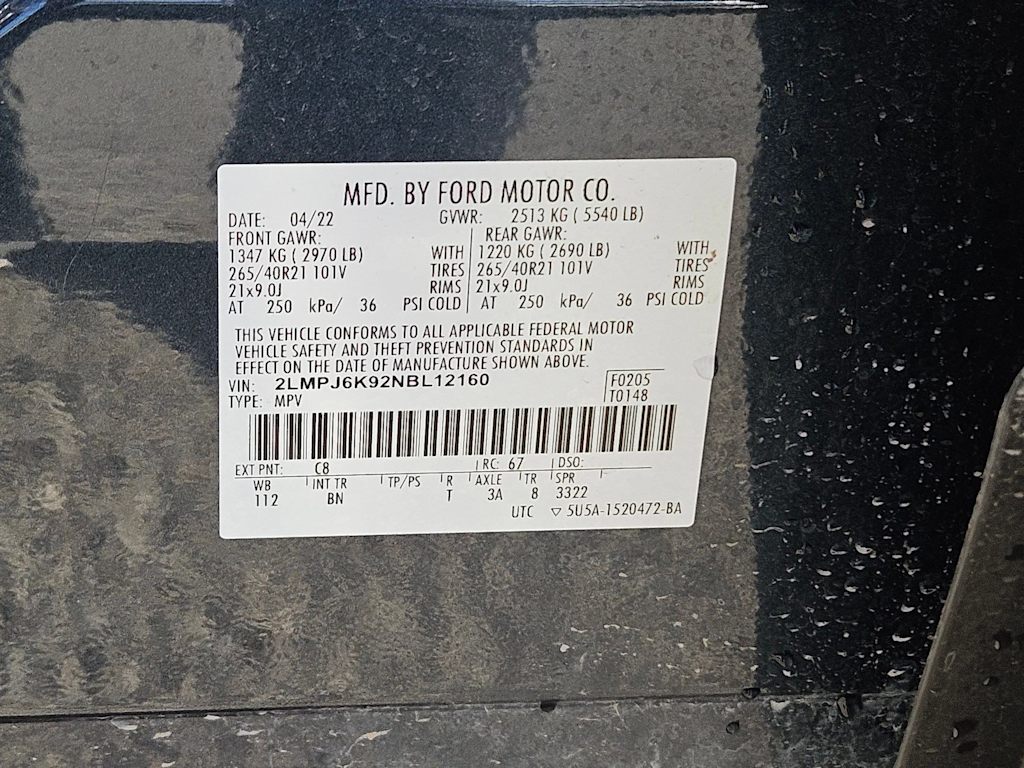 MFD. BY FORD MOTOR CO.
DATE: 04/22 GVWR: 2513 KG ( 5540 LB)
FRONT GAWR: REAR GAWR:
1347 KG ( 2970 LB) WITH 1220 KG ( 2690 LB) WITH
265/40R21 101V TIRES 265/40R21 101V TIRES
21x9.0J RIMS 21x9.0J RIMS
AT 250 kPa/ 36 PSI COLD AT 250 kPa/ 36 PSI COLD
THIS VEHICLE CONFORMS TO ALL APPLICABLE FEDERAL MOTOR
VEHICLE SAFETY AND THEFT PREVENTION STANDARDS IN
EFFECT ON THE DATE OF MANUFACTURE SHOWN ABOVE.
VIN: 2LMPJ6K92NBL12160 F0205
TYPE: MPV T0148
EXT PNT: C8 RC: 67 DSO:
WB INT TR TP/PS R AXLE TR SPR
112 BN T 3A 8 3322
UTC ▽ 5U5A-1520472-BA